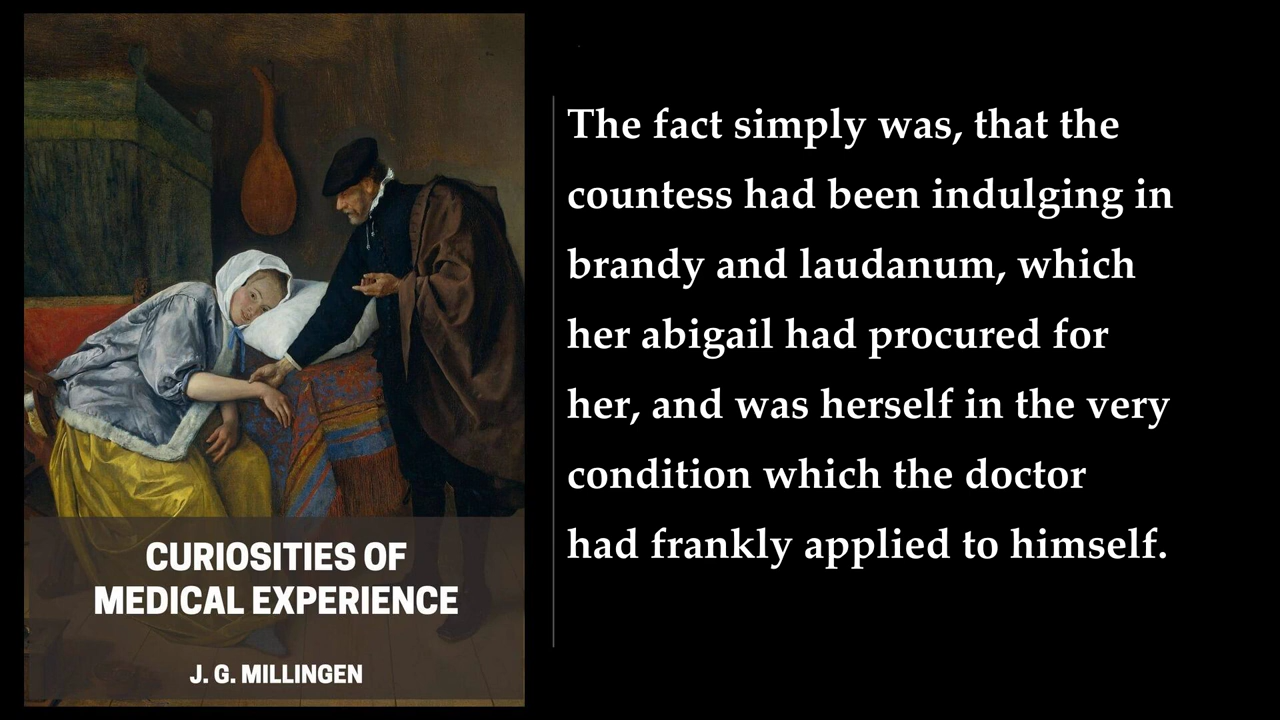 The fact simply was, that the
countess had been indulging in
brandy and laudanum, which
her abigail had procured for
her, and was herself in the very
condition which the doctor
had frankly applied to himself.
CURIOSITIES OF
MEDICAL EXPERIENCE
J. G. MILLINGEN